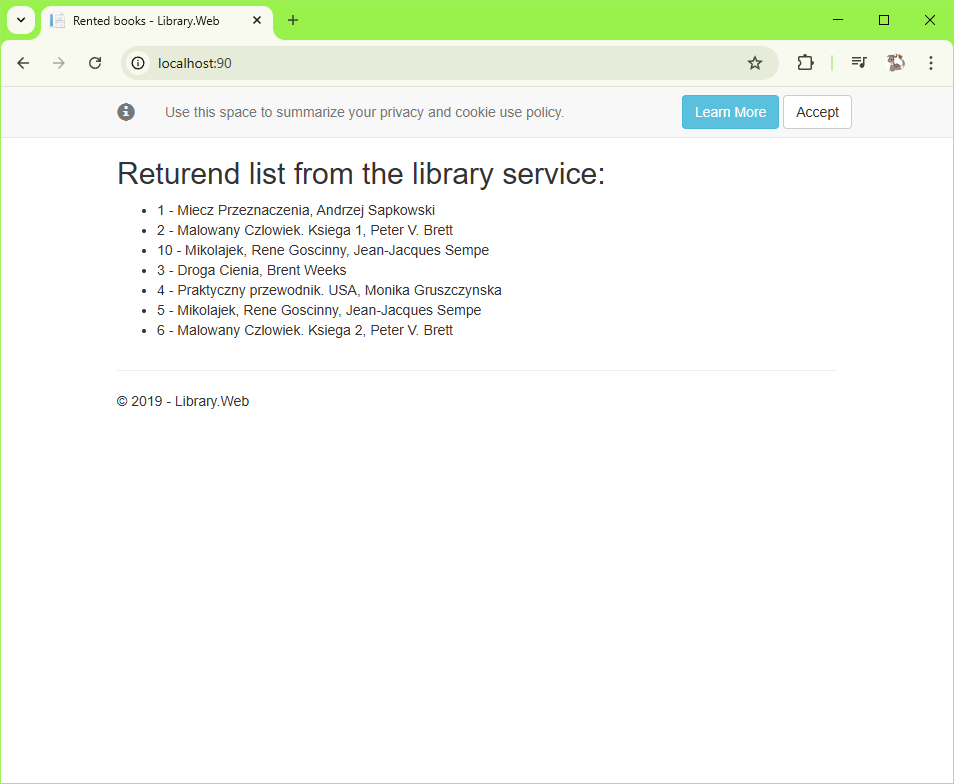 Rented books - Library.Web
localhost:90
Use this space to summarize your privacy and cookie use policy. Learn More Accept
Returend list from the library service:
1 - Miecz Przeznaczenia, Andrzej Sapkowski
2 - Malowany Czlowiek. Ksiega 1, Peter V. Brett
10 - Mikolajek, Rene Goscinny, Jean-Jacques Sempe
3 - Droga Cienia, Brent Weeks
4 - Praktyczny przewodnik. USA, Monika Gruszczynska
5 - Mikolajek, Rene Goscinny, Jean-Jacques Sempe
6 - Malowany Czlowiek. Ksiega 2, Peter V. Brett
© 2019 - Library.Web